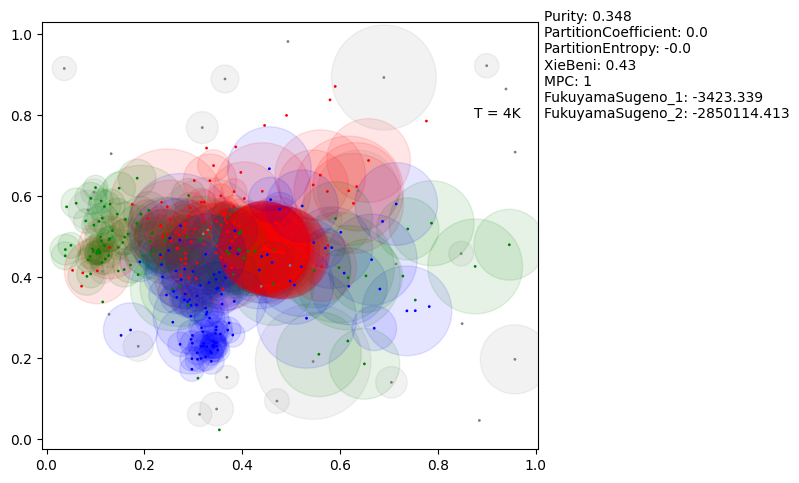 Purity: 0.348
PartitionCoefficient: 0.0
PartitionEntropy: -0.0
XieBeni: 0.43
MPC: 1
FukuyamaSugeno_1: -3423.339
FukuyamaSugeno_2: -2850114.413
T = 4K
1.0
0.8
0.6
0.4
0.2
0.0
0.0 0.2 0.4 0.6 0.8 1.0